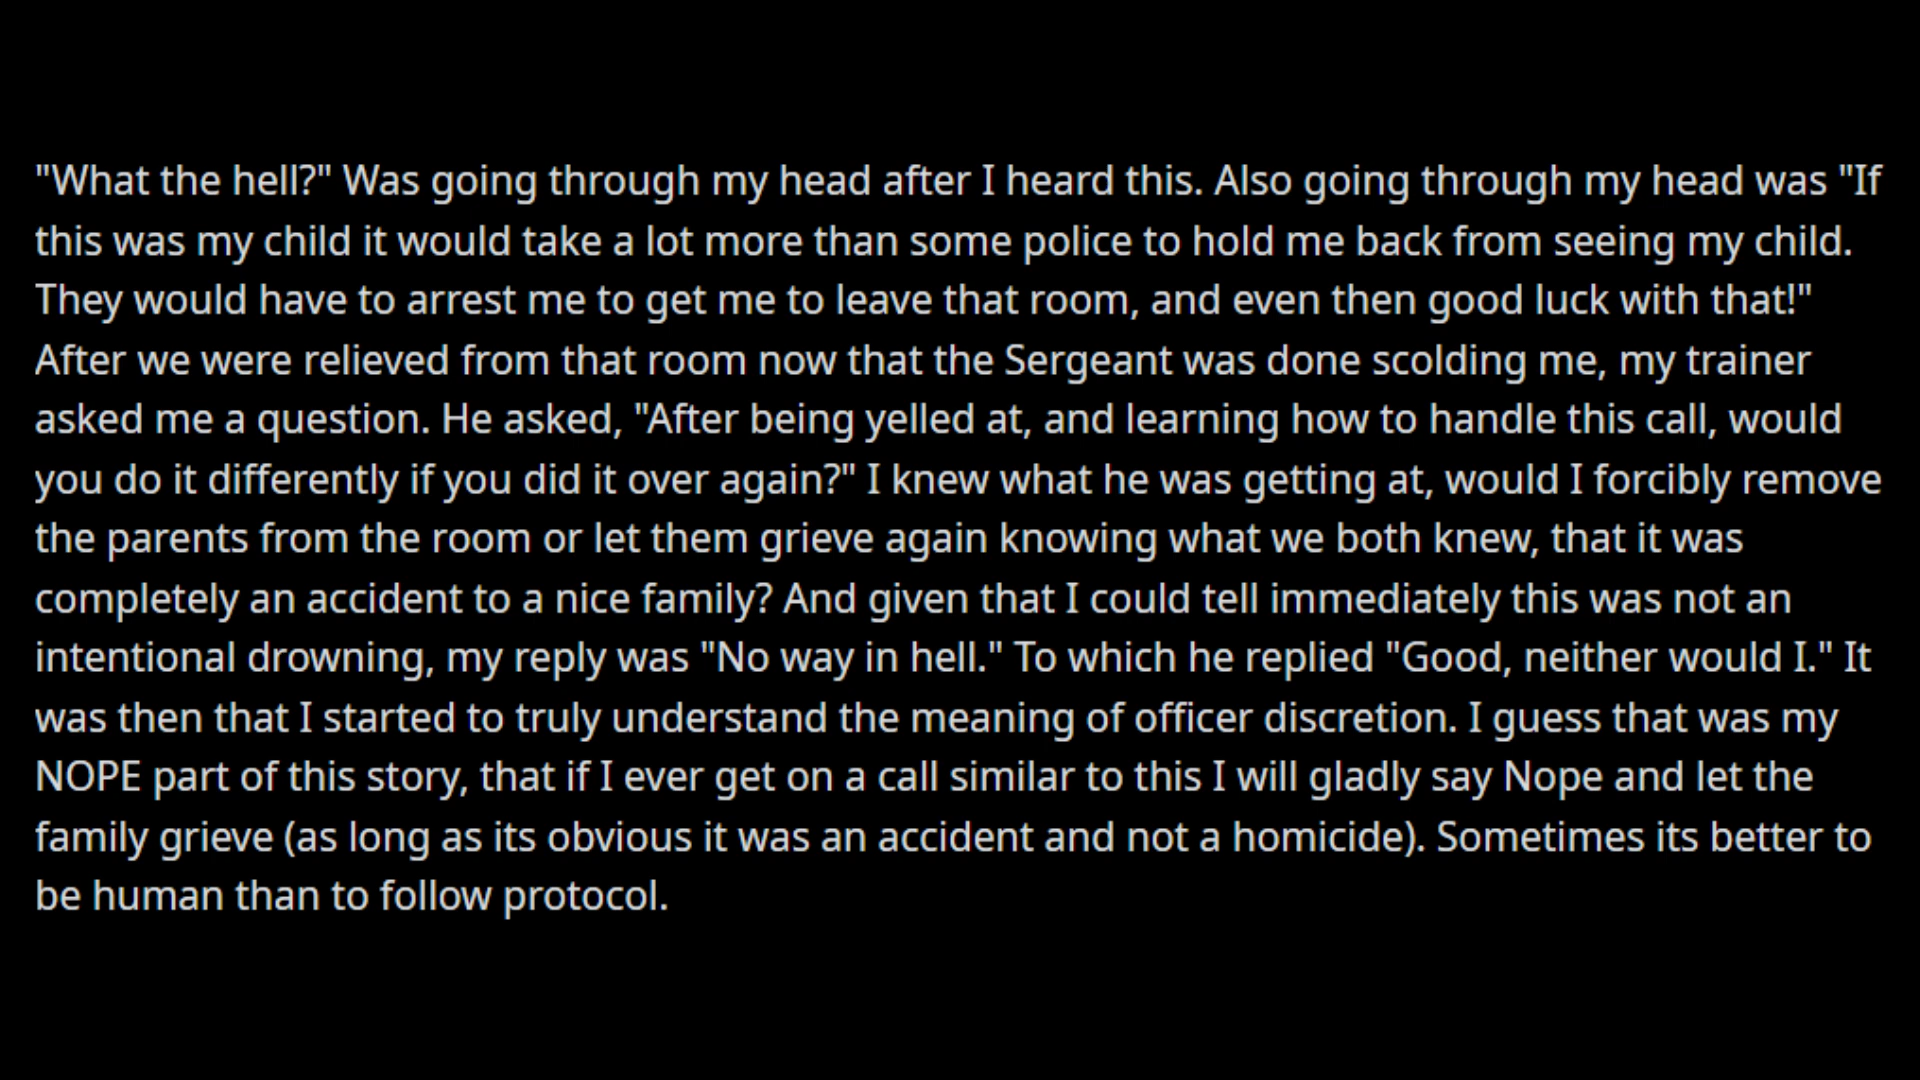 "What the hell?" Was going through my head after I heard this. Also going through my head was "If
this was my child it would take a lot more than some police to hold me back from seeing my child.
They would have to arrest me to get me to leave that room, and even then good luck with that!"
After we were relieved from that room now that the Sergeant was done scolding me, my trainer
asked me a question. He asked, "After being yelled at, and learning how to handle this call, would
you do it differently if you did it over again?" I knew what he was getting at, would I forcibly remove
the parents from the room or let them grieve again knowing what we both knew, that it was
completely an accident to a nice family? And given that I could tell immediately this was not an
intentional drowning, my reply was "No way in hell." To which he replied "Good, neither would I." It
was then that I started to truly understand the meaning of officer discretion. I guess that was my
NOPE part of this story, that if I ever get on a call similar to this I will gladly say Nope and let the
family grieve (as long as its obvious it was an accident and not a homicide). Sometimes its better to
be human than to follow protocol.